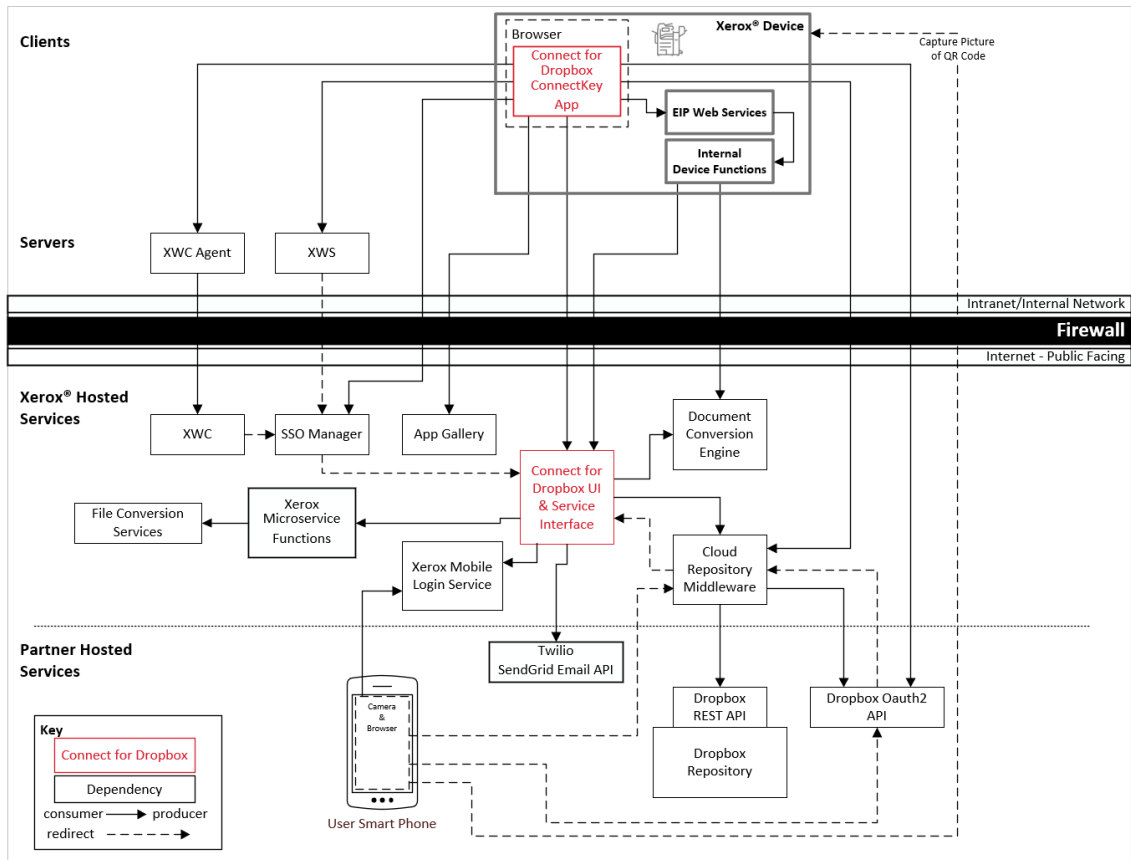 Clients
Xerox® Device
Browser
Connect for
Dropbox
ConnectKey
App
EIP Web Services
Internal
Device Functions
Capture Picture
of QR Code
Servers
XWC Agent
XWS
Intranet/Internal Network
Firewall
Internet - Public Facing
Xerox® Hosted
Services
XWC
SSO Manager
App Gallery
Document
Conversion
Engine
Connect for
Dropbox UI
& Service
Interface
File Conversion
Services
Xerox
Microservice
Functions
Xerox Mobile
Login Service
Cloud
Repository
Middleware
Partner Hosted
Services
Twilio
SendGrid Email API
Camera
&
Browser
Dropbox
REST API
Dropbox Oauth2
API
Dropbox
Repository
Key
Connect for Dropbox
Dependency
consumer
producer
redirect
User Smart Phone